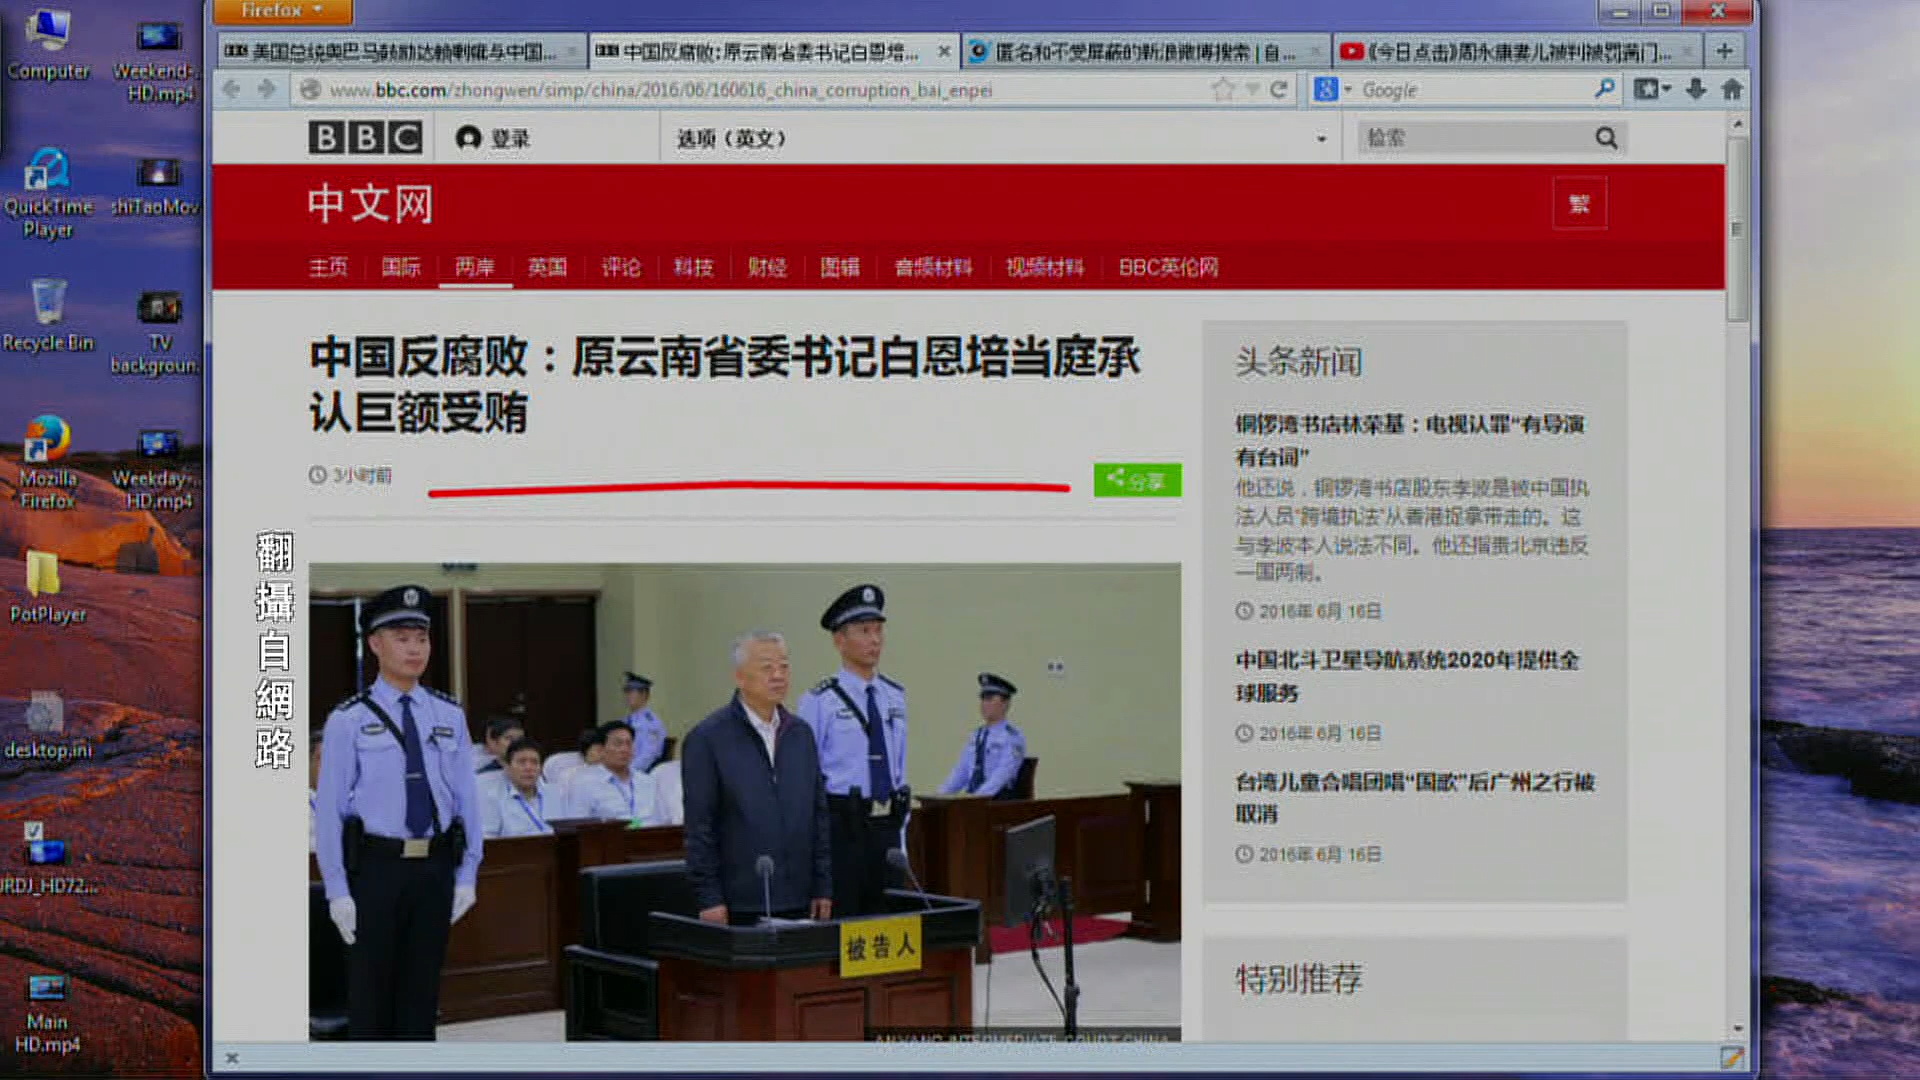 Firefox
美国总统奥巴马鼓励达赖喇嘛与中国...
中国反腐败：原云南省委书记白恩培...
匿名和不受屏蔽的新浪微博搜索 | 自...
《今日点击》周永康妻儿被判被罚满门...
www.bbc.com/zhongwen/simp/china/2016/06/160616_china_corruption_bai_enpei
Google
BBC
登录
选项（英文）
检索
中文网
繁
主页
国际
两岸
英国
评论
科技
财经
图辑
音频材料
视频材料
BBC英伦网
中国反腐败：原云南省委书记白恩培当庭承
认巨额受贿
3小时前
分享
翻攝自網路
被告人
ANYANG INTERMEDIATE COURT CHINA
头条新闻
铜锣湾书店林荣基：电视认罪“有导演
有台词”
他还说，铜锣湾书店股东李波是被中国执
法人员“跨境执法”从香港捉拿带走的。这
与李波本人说法不同。他还指责北京违反
一国两制。
2016年 6月 16日
中国北斗卫星导航系统2020年提供全
球服务
2016年 6月 16日
台湾儿童合唱团唱“国歌”后广州之行被
取消
2016年 6月 16日
特别推荐
Computer
Weekend-...
HD.mp4
QuickTime
Player
shiTaoMov
Recycle Bin
TV
backgroun...
Mozilla
Firefox
Weekday-...
HD.mp4
PotPlayer
desktop.ini
JRDJ_HD72...
Main
HD.mp4